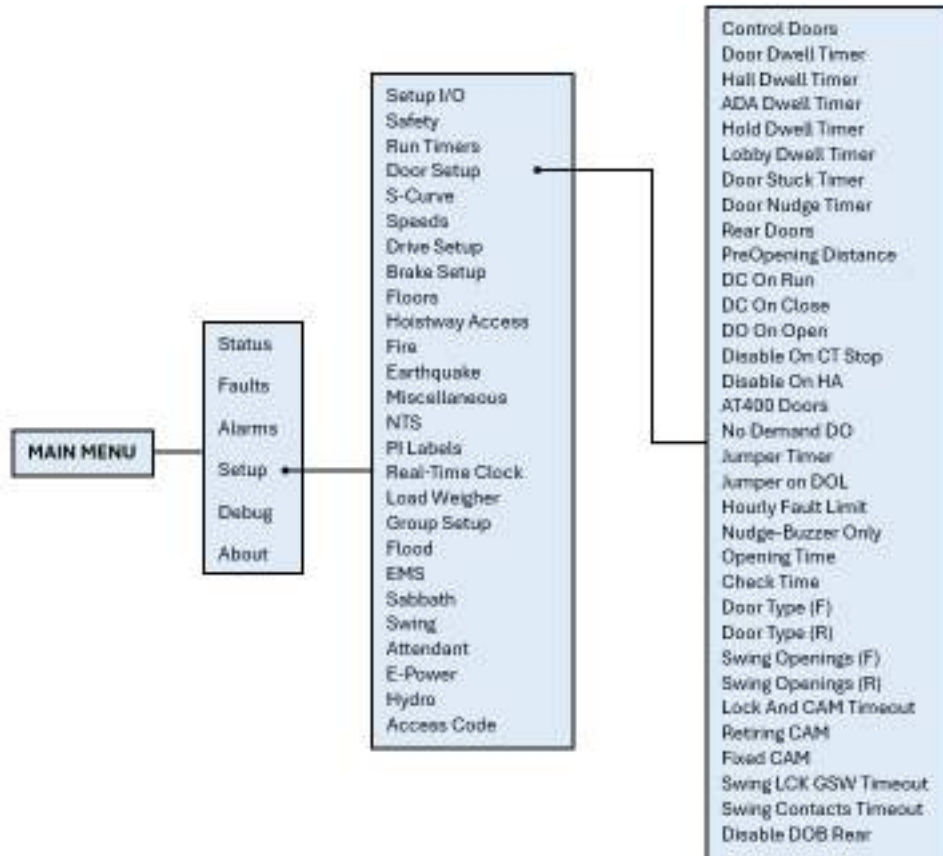 MAIN MENU
Status
Faults
Alarms
Setup
Debug
About
Setup I/O
Safety
Run Timers
Door Setup
S-Curve
Speeds
Drive Setup
Brake Setup
Floors
Hoistway Access
Fire
Earthquake
Miscellaneous
NTS
PI Labels
Real-Time Clock
Load Weigher
Group Setup
Flood
EMS
Sabbath
Swing
Attendant
E-Power
Hydro
Access Code
Control Doors
Door Dwell Timer
Hall Dwell Timer
ADA Dwell Timer
Hold Dwell Timer
Lobby Dwell Timer
Door Stuck Timer
Door Nudge Timer
Rear Doors
PreOpening Distance
DC On Run
DC On Close
DO On Open
Disable On CT Stop
Disable On HA
AT400 Doors
No Demand DO
Jumper Timer
Jumper on DOL
Hourly Fault Limit
Nudge-Buzzer Only
Opening Time
Check Time
Door Type (F)
Door Type (R)
Swing Openings (F)
Swing Openings (R)
Lock And CAM Timeout
Retiring CAM
Fixed CAM
Swing LCK GSW Timeout
Swing Contacts Timeout
Disable DOB Rear